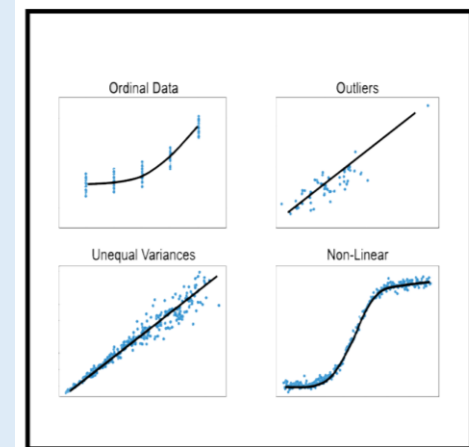 Ordinal Data
Outliers
Unequal Variances
Non-Linear